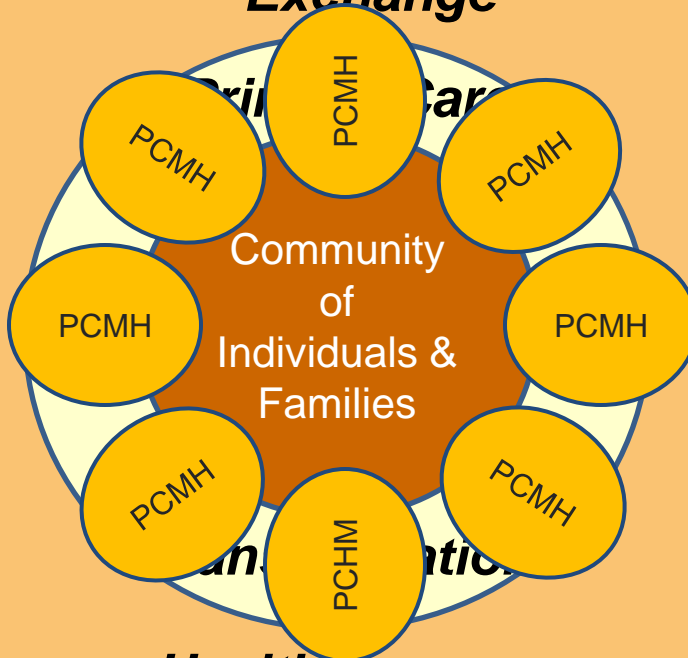 Exchange
PCMH
PCMH
PCMH
Community
of
Individuals &
Families
PCMH
PCMH
PCMH
PCMH
PCHM